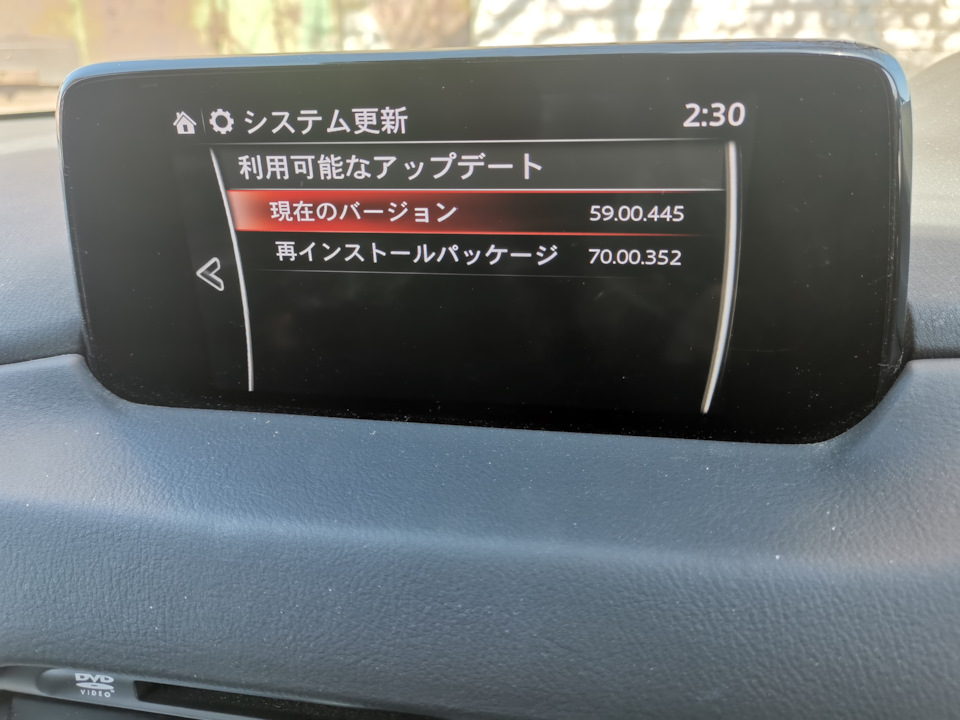 システム更新 2:30
利用可能なアップデート
現在のバージョン 59.00.445
再インストールパッケージ 70.00.352
DVD
VIDEO